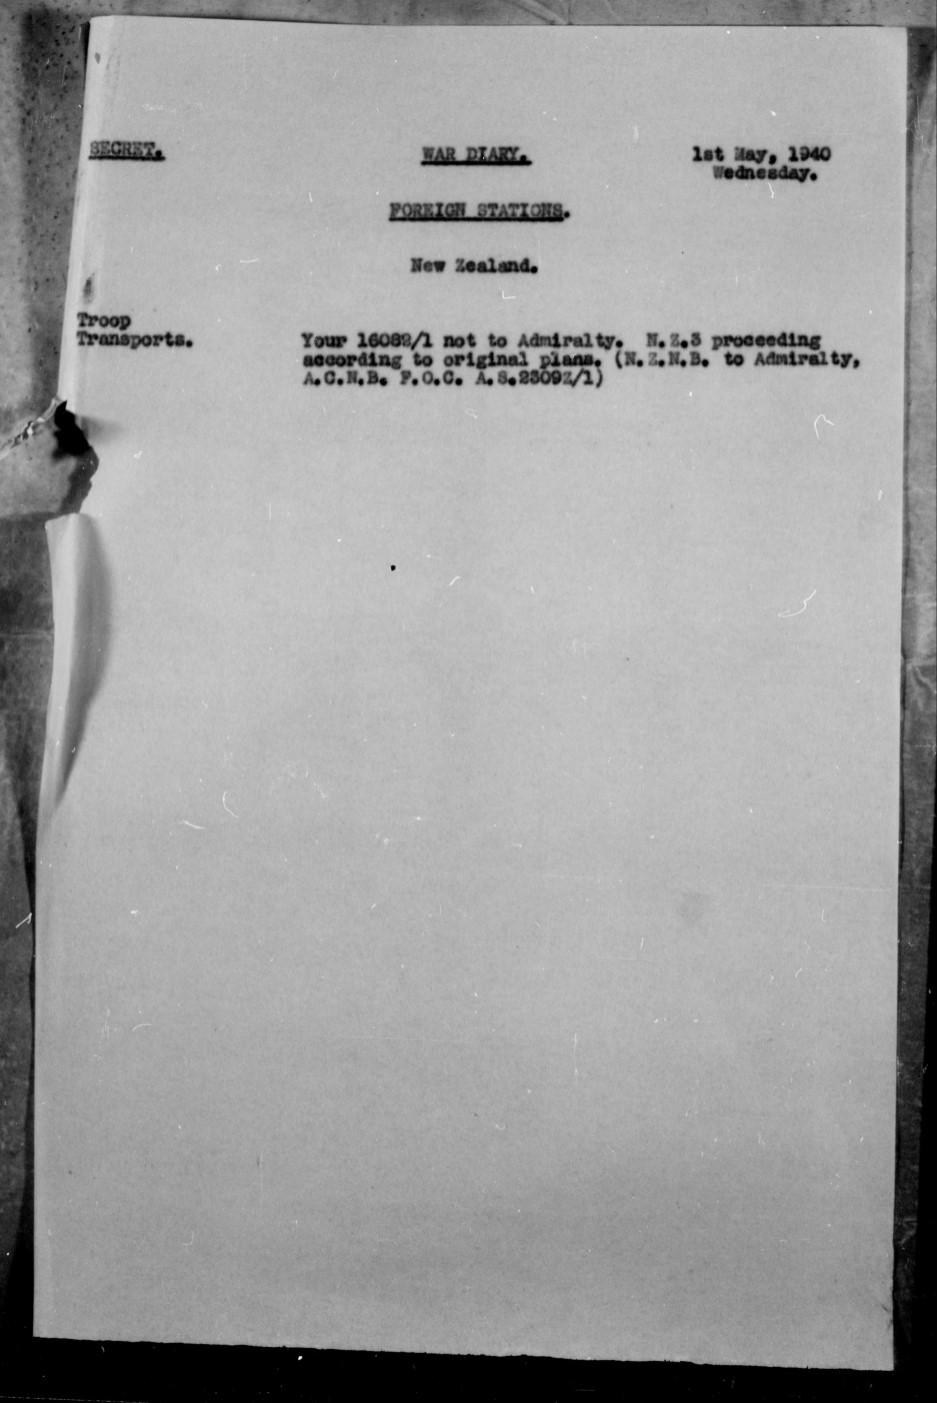 SECRET.
WAR DIARY.
1st May, 1940
Wednesday.
FOREIGN STATIONS.
New Zealand.
Troop
Transports.
Your 1608Z/1 not to Admiralty. N.Z.3 proceeding
according to original plans. (N.Z.N.B. to Admiralty,
A.C.N.B. F.O.C. A.S.2309Z/1)